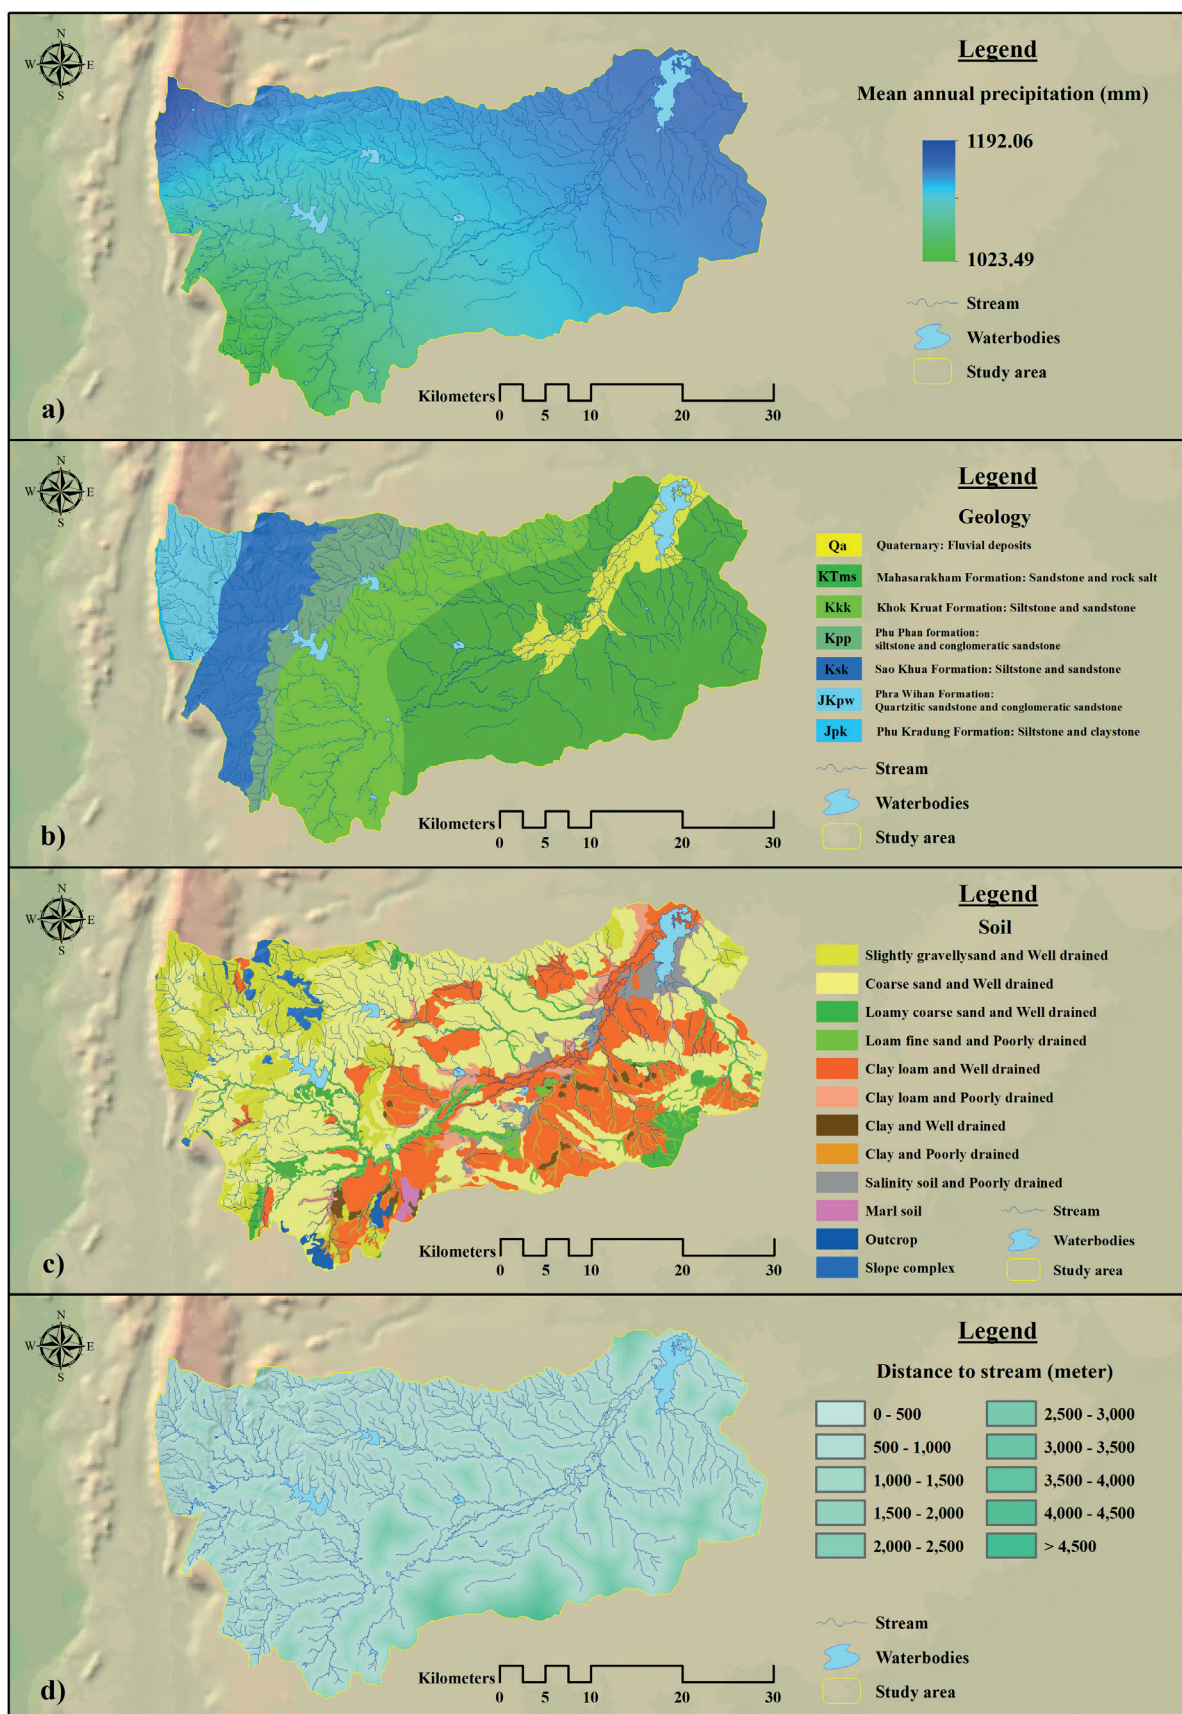 N
W E
S
Legend
Mean annual precipitation (mm)
1192.06
1023.49
Stream
Waterbodies
Study area
Kilometers
0 5 10 20 30
a)
N
W E
S
Legend
Geology
Qa Quaternary: Fluvial deposits
KTms Mahasarakham Formation: Sandstone and rock salt
Kkk Khok Kruat Formation: Siltstone and sandstone
Kpp Phu Phan formation:
siltstone and conglomeratic sandstone
Ksk Sao Khua Formation: Siltstone and sandstone
JKpw Phra Wihan Formation:
Quartzitic sandstone and conglomeratic sandstone
Jpk Phu Kradung Formation: Siltstone and claystone
Stream
Waterbodies
Study area
Kilometers
0 5 10 20 30
b)
N
W E
S
Legend
Soil
Slightly gravellysand and Well drained
Coarse sand and Well drained
Loamy coarse sand and Well drained
Loam fine sand and Poorly drained
Clay loam and Well drained
Clay loam and Poorly drained
Clay and Well drained
Clay and Poorly drained
Salinity soil and Poorly drained
Marl soil Stream
Outcrop Waterbodies
Slope complex Study area
Kilometers
0 5 10 20 30
c)
N
W E
S
Legend
Distance to stream (meter)
0 - 500 2,500 - 3,000
500 - 1,000 3,000 - 3,500
1,000 - 1,500 3,500 - 4,000
1,500 - 2,000 4,000 - 4,500
2,000 - 2,500 > 4,500
Stream
Waterbodies
Study area
Kilometers
0 5 10 20 30
d)